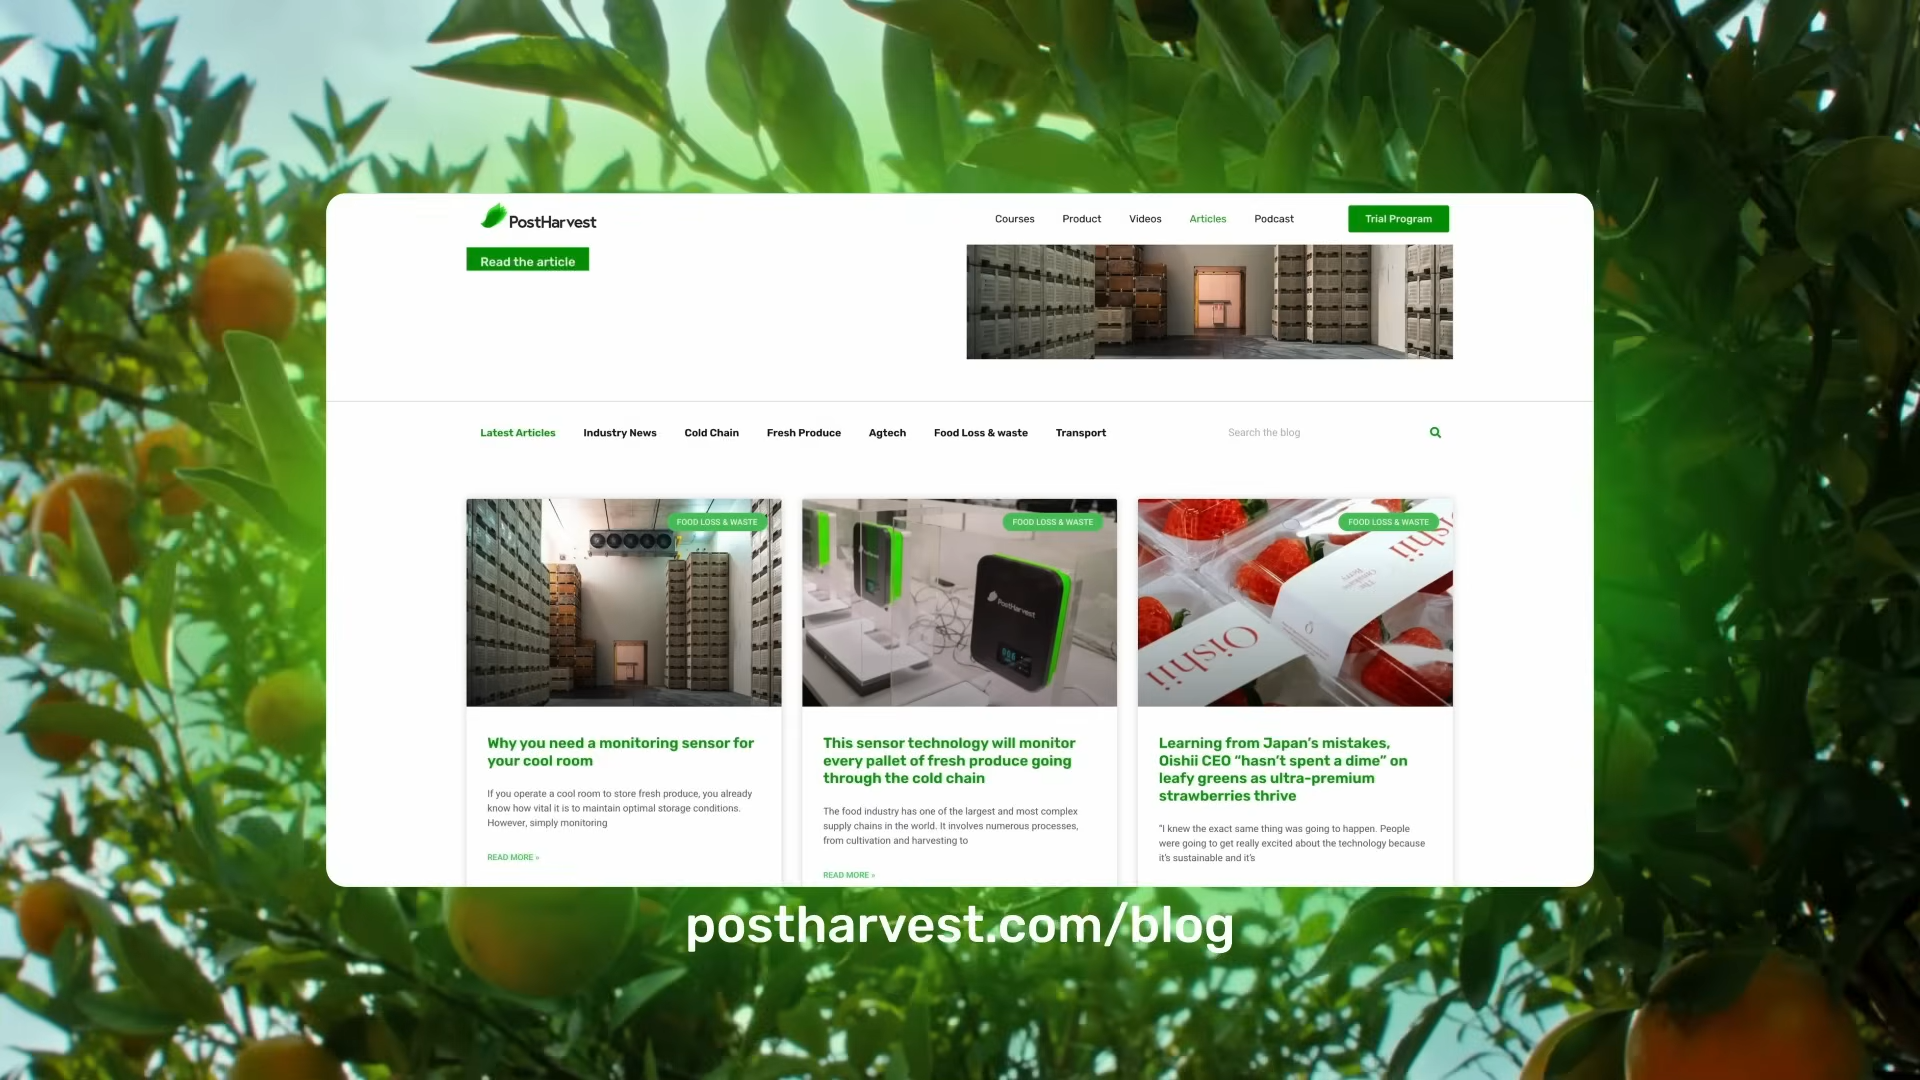 PostHarvest
Courses Product Videos Articles Podcast Trial Program
Read the article
Latest Articles Industry News Cold Chain Fresh Produce Agtech Food Loss & waste Transport Search the blog
FOOD LOSS & WASTE
PostHarvest
FOOD LOSS & WASTE
Oishii
The
Omakase
Berry
Oishii
FOOD LOSS & WASTE
Why you need a monitoring sensor for
your cool room
If you operate a cool room to store fresh produce, you already
know how vital it is to maintain optimal storage conditions.
However, simply monitoring
READ MORE »
This sensor technology will monitor
every pallet of fresh produce going
through the cold chain
The food industry has one of the largest and most complex
supply chains in the world. It involves numerous processes,
from cultivation and harvesting to
READ MORE »
Learning from Japan’s mistakes,
Oishii CEO “hasn’t spent a dime” on
leafy greens as ultra-premium
strawberries thrive
“I knew the exact same thing was going to happen. People
were going to get really excited about the technology because
it’s sustainable and it’s
postharvest.com/blog